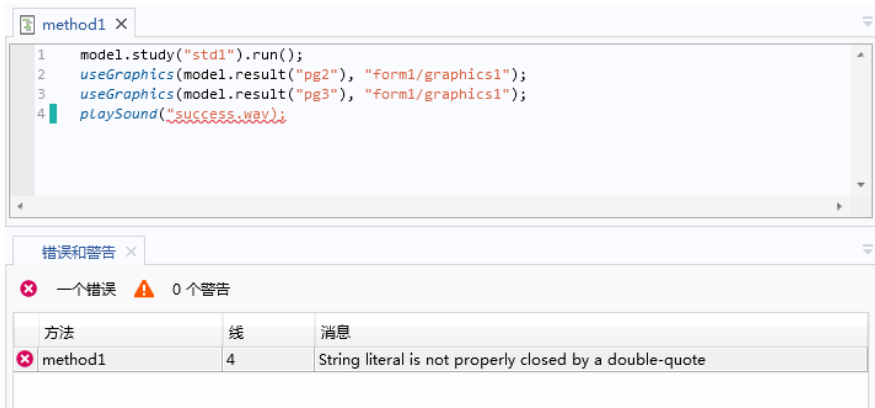 method1
1 model.study("std1").run();
2 useGraphics(model.result("pg2"), "form1/graphics1");
3 useGraphics(model.result("pg3"), "form1/graphics1");
4 playSound("success.wav);
错误和警告
一个错误 0 个警告
方法 线 消息
method1 4 String literal is not properly closed by a double-quote